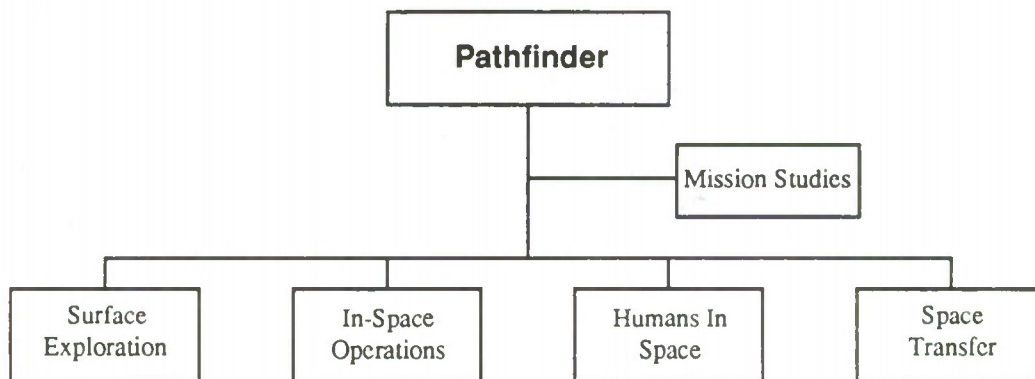 Pathfinder
Mission Studies
Surface
Exploration
In-Space
Operations
Humans In
Space
Space
Transfer